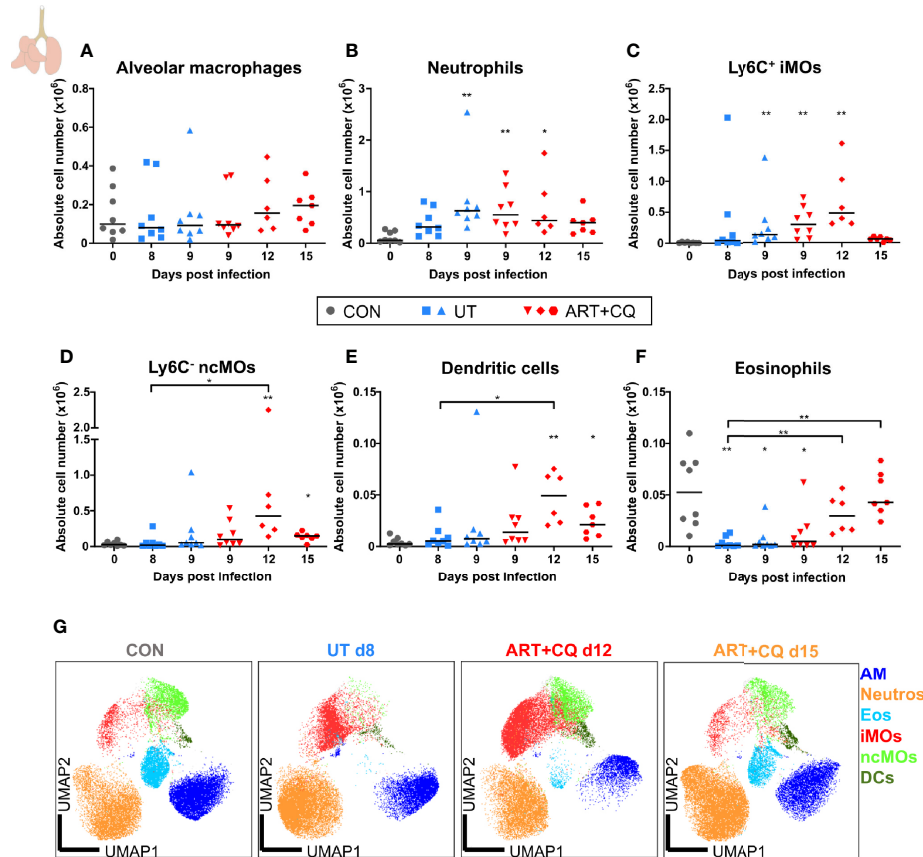 A
Alveolar macrophages
Absolute cell number (x10⁶)
0.8
0.6
0.4
0.2
0
0 8 9 9 12 15
Days post infection
B
Neutrophils
Absolute cell number (x10⁶)
3
2
1
0
** ** *
0 8 9 9 12 15
Days post infection
C
Ly6C⁺ iMOs
Absolute cell number (x10⁶)
2.5
2.0
1.5
1.0
0.5
0
** ** **
0 8 9 9 12 15
Days post infection
CON UT ART+CQ
D
Ly6C⁻ ncMOs
Absolute cell number (x10⁶)
2.5
2.0
1.5
1.0
0.5
0
*
** *
0 8 9 9 12 15
Days post infection
E
Dendritic cells
Absolute cell number (x10⁶)
0.15
0.10
0.05
0
*
** *
0 8 9 9 12 15
Days post infection
F
Eosinophils
Absolute cell number (x10⁶)
0.15
0.10
0.05
0
**
**
** * *
0 8 9 9 12 15
Days post infection
G
CON
UMAP2
UMAP1
UT d8
UMAP2
UMAP1
ART+CQ d12
UMAP2
UMAP1
ART+CQ d15
UMAP2
UMAP1
AM
Neutros
Eos
iMOs
ncMOs
DCs